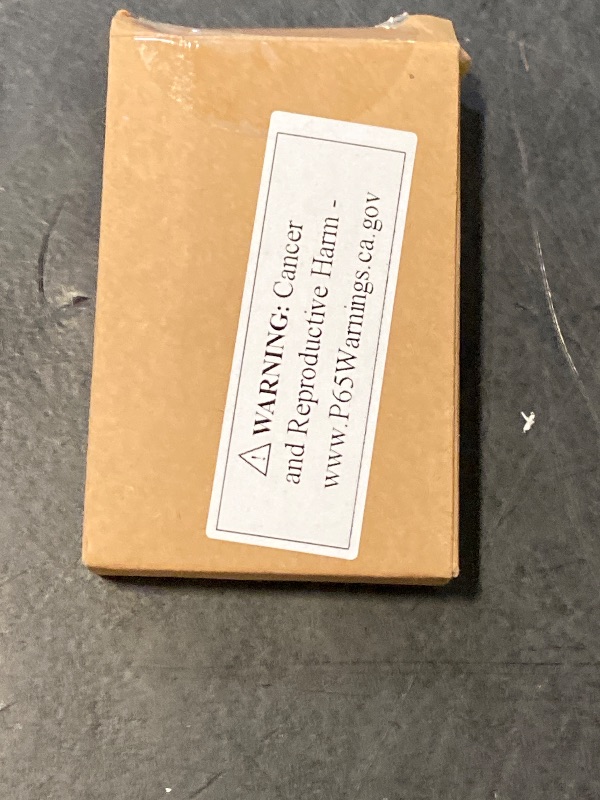 ⚠ WARNING: Cancer
and Reproductive Harm -
www.P65Warnings.ca.gov